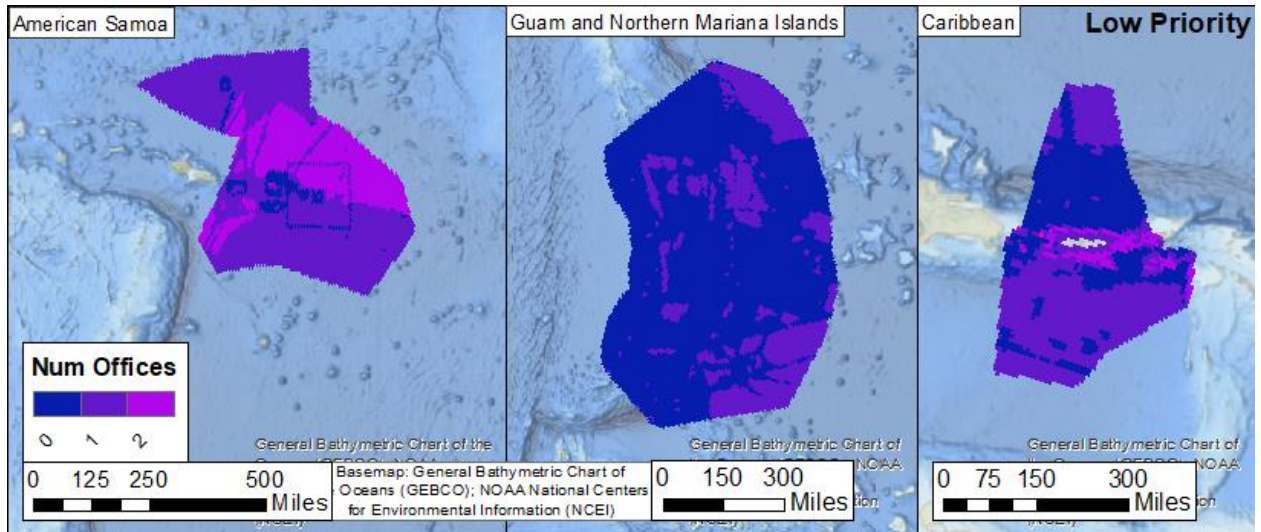 American Samoa
Guam and Northern Mariana Islands
Caribbean
Low Priority
Num Offices
0 1 2
General Bathymetric Chart of the
General Bathymetric Chart of
NOAA
General Bathymetric Chart of
NOAA
0 125 250 500
Miles
Basemap: General Bathymetric Chart of
Oceans (GEBCO); NOAA National Centers
for Environmental Information (NCEI)
0 150 300
Miles
0 75 150 300
Miles